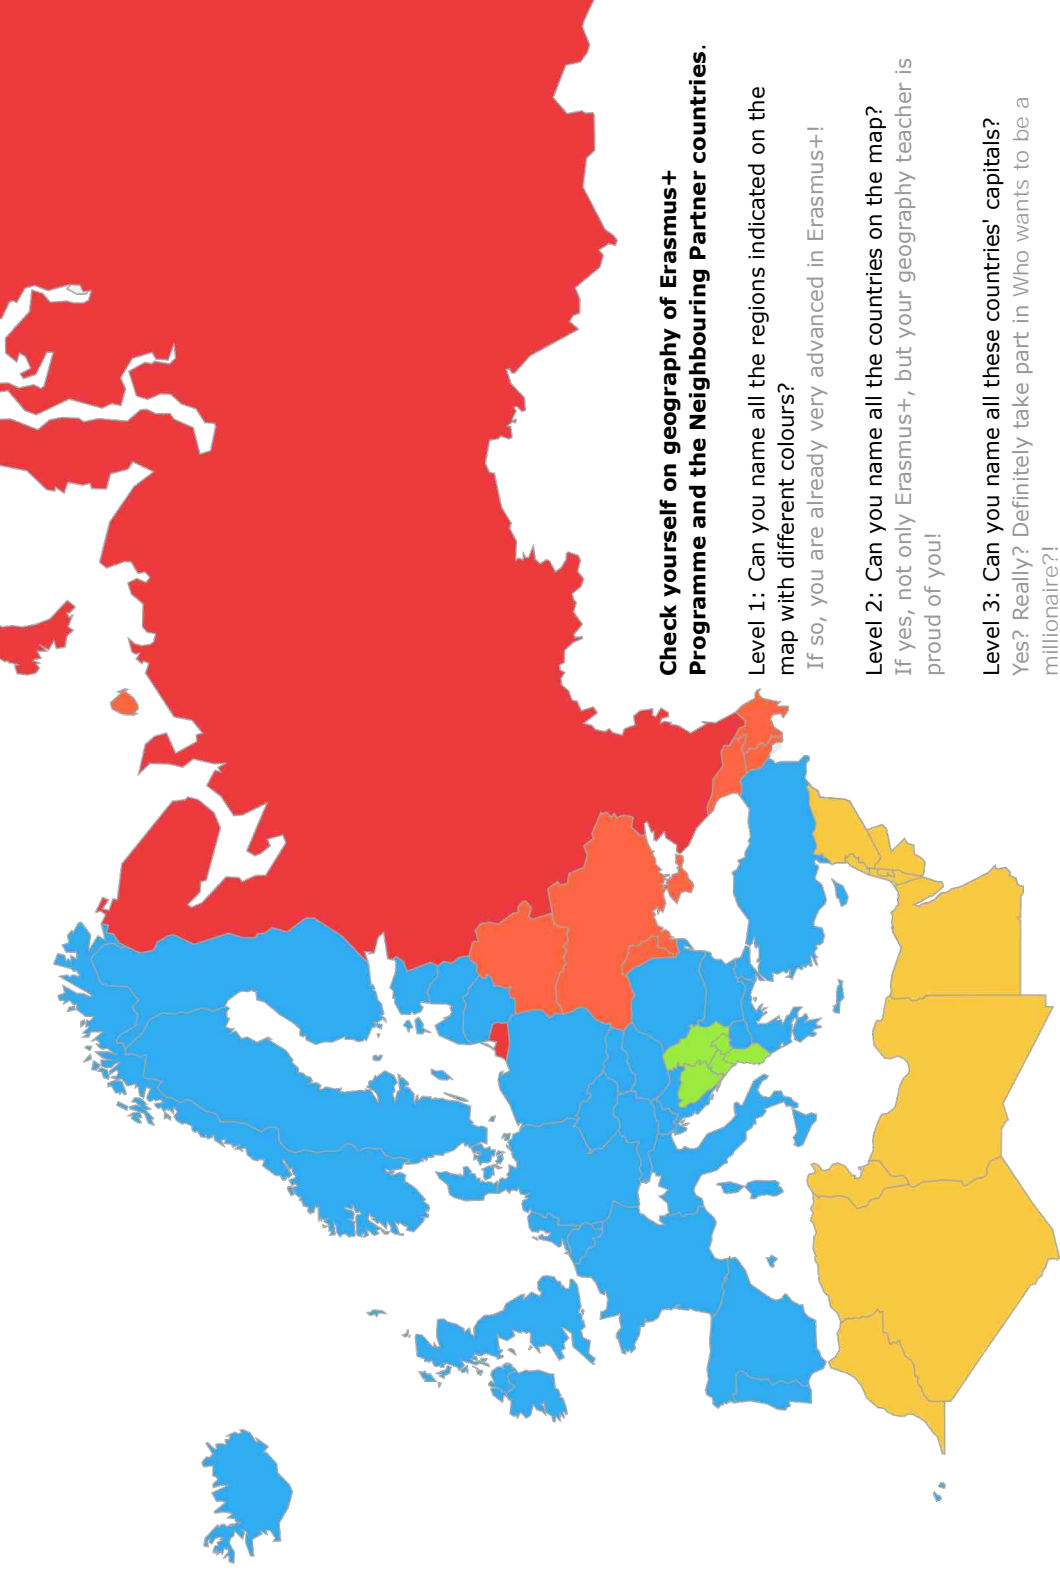 Check yourself on geography of Erasmus+
Programme and the Neighbouring Partner countries.
Level 1: Can you name all the regions indicated on the
map with different colours?
If so, you are already very advanced in Erasmus+!
Level 2: Can you name all the countries on the map?
If yes, not only Erasmus+, but your geography teacher is
proud of you!
Level 3: Can you name all these countries' capitals?
Yes? Really? Definitely take part in Who wants to be a
millionaire?!